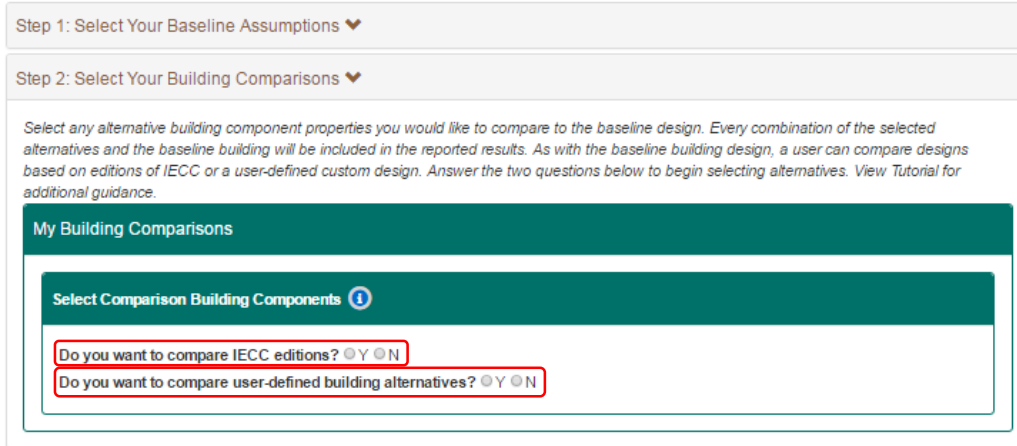 Step 1: Select Your Baseline Assumptions
Step 2: Select Your Building Comparisons
Select any alternative building component properties you would like to compare to the baseline design. Every combination of the selected
alternatives and the baseline building will be included in the reported results. As with the baseline building design, a user can compare designs
based on editions of IECC or a user-defined custom design. Answer the two questions below to begin selecting alternatives. View Tutorial for
additional guidance.
My Building Comparisons
Select Comparison Building Components i
Do you want to compare IECC editions? Y N
Do you want to compare user-defined building alternatives? Y N